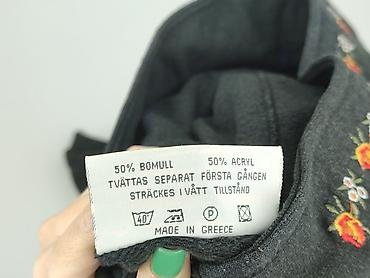 50% BOMULL 50% ACRYL
TVÄTTAS SEPARAT FÖRSTA GÅNGEN
STRÄCKES I VÅTT TILLSTÅND
40° P
MADE IN GREECE